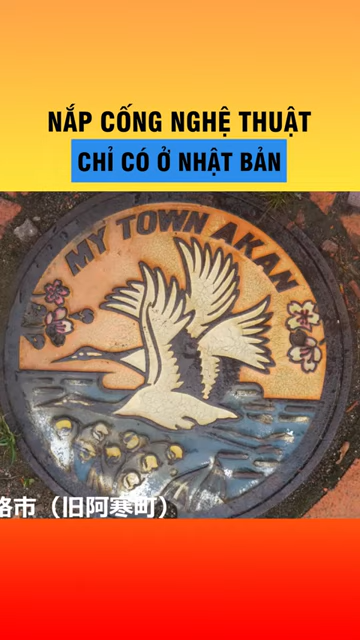 NẮP CỐNG NGHỆ THUẬT
CHỈ CÓ Ở NHẬT BẢN
MY TOWN AKAN
路市（旧阿寒町）